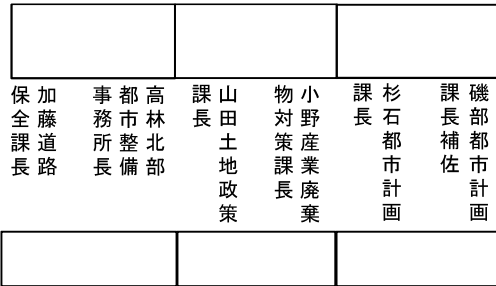 磯部都市計画
課長補佐
杉石都市計画
課長
小野産業廃棄
物対策課長
山田土地政策
課長
高林北部
都市整備
事務所長
加藤道路
保全課長